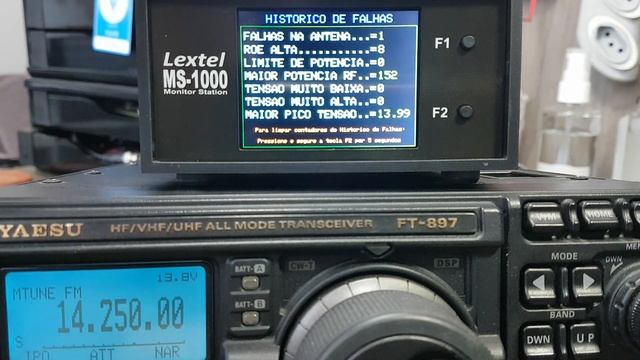 HISTORICO DE FALHAS
FALHAS NA ANTENA...=1
ROE ALTA...........=8
LIMITE DE POTENCIA.=0
MAIOR POTENCIA RF..=152
TENSAO MUITO BAIXA.=0
TENSAO MUITO ALTA..=0
MAIOR PICO TENSAO..=13.99
Para limpar contadores do Historico de Falhas:
Pressione e segure a tecla F2 por 5 segundos
Lextel
MS-1000
Monitor Station
F1
F2
YAESU
HF/VHF/UHF ALL MODE TRANSCEIVER
FT-897
V/M
HOME
13.8V
MTUNE FM
14.250.00
S
IPO ATT NAR
BATT-A
BATT-B
CW-T
DSP
MODE
DWN
BAND
DWN
UP